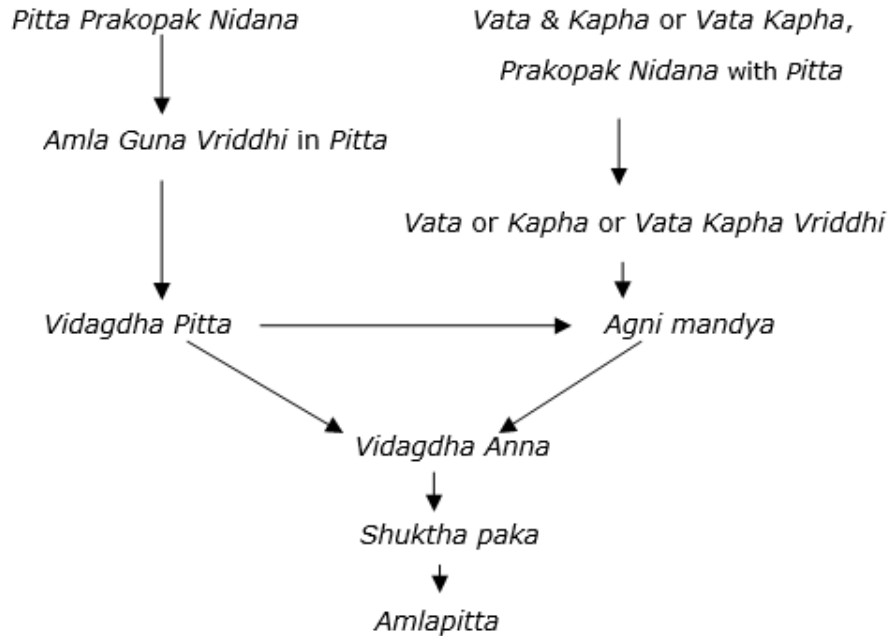 Pitta Prakopak Nidana
Vata & Kapha or Vata Kapha,
Prakopak Nidana with Pitta
Amla Guna Vriddhi in Pitta
Vata or Kapha or Vata Kapha Vriddhi
Vidagdha Pitta
Agni mandya
Vidagdha Anna
Shuktha paka
Amlapitta